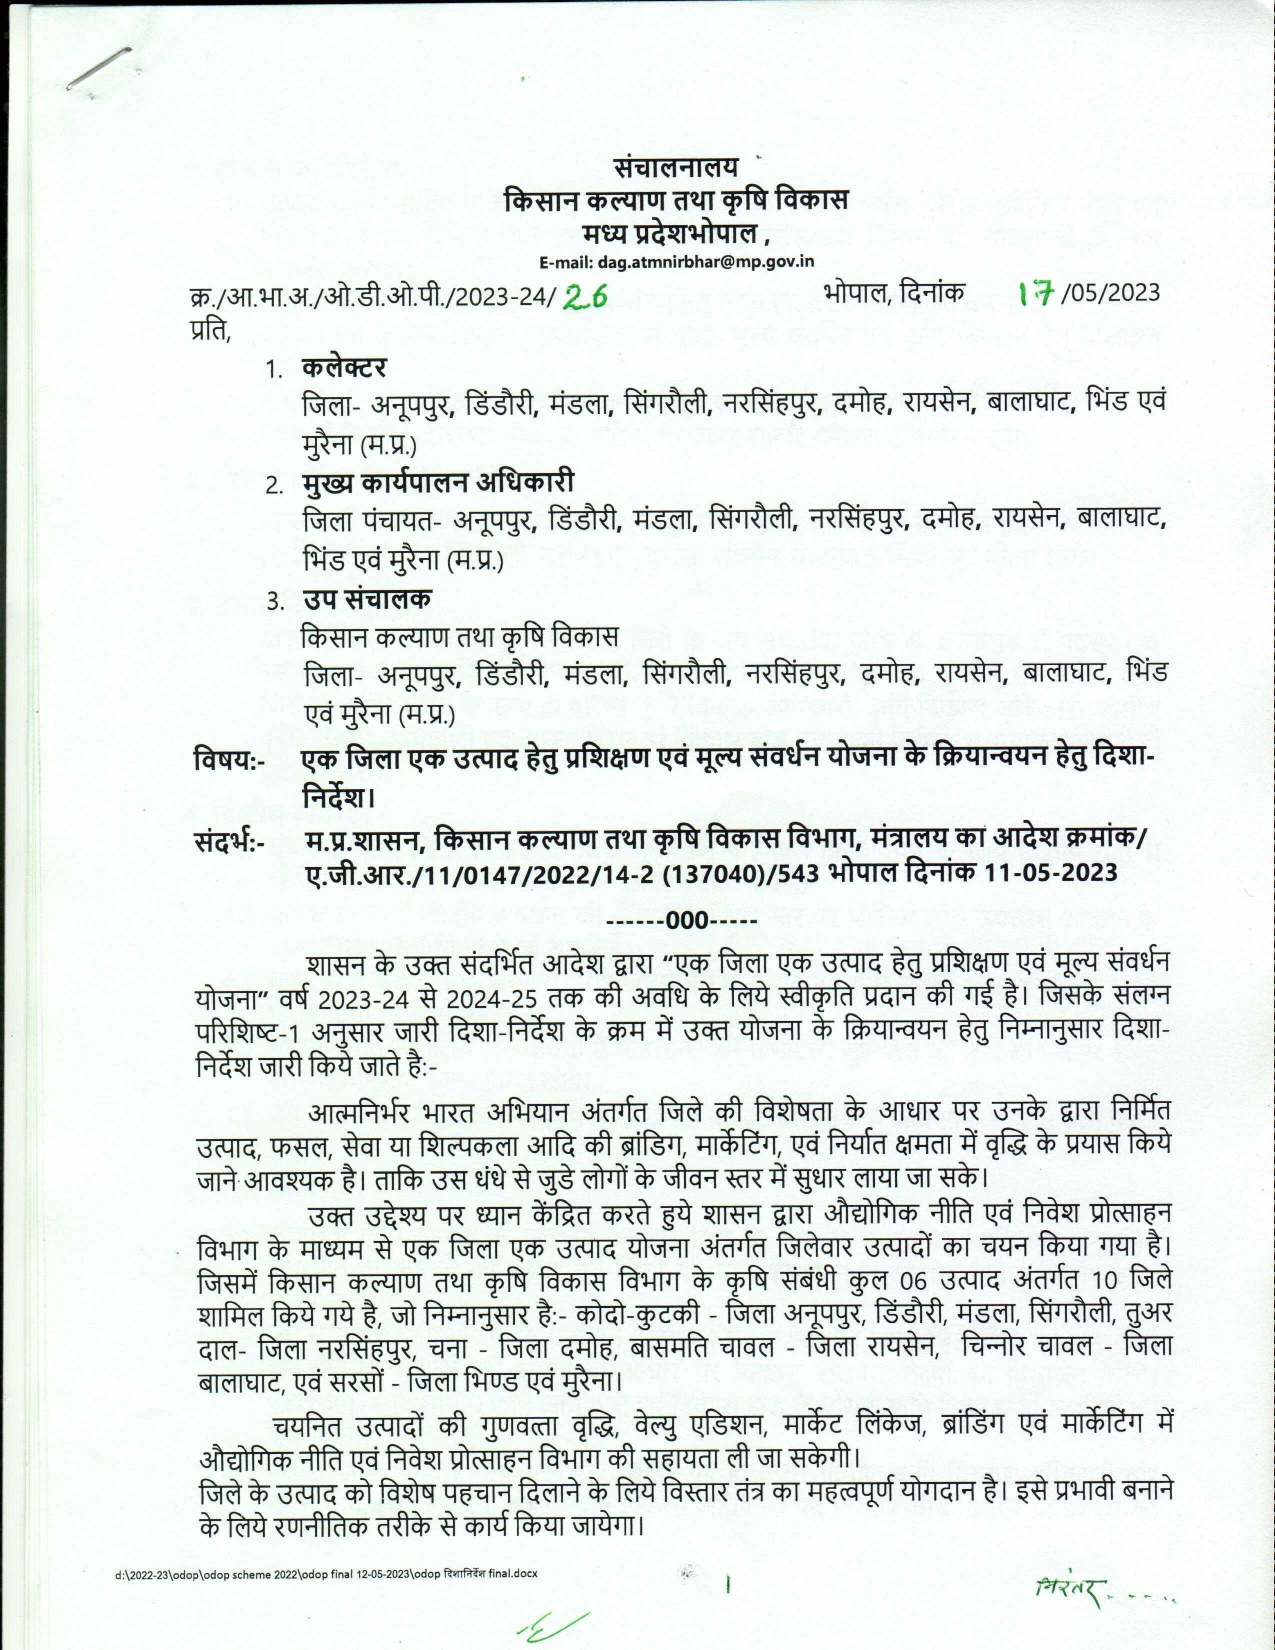 संचालनालय
किसान कल्याण तथा कृषि विकास
मध्य प्रदेशभोपाल ,
E-mail: dag.atmnirbhar@mp.gov.in
क्र./आ.भा.अ./ओ.डी.ओ.पी./2023-24/ 26 भोपाल, दिनांक 17 /05/2023
प्रति,
1. कलेक्टर
जिला- अनूपपुर, डिंडौरी, मंडला, सिंगरौली, नरसिंहपुर, दमोह, रायसेन, बालाघाट, भिंड एवं
मुरैना (म.प्र.)
2. मुख्य कार्यपालन अधिकारी
जिला पंचायत- अनूपपुर, डिंडौरी, मंडला, सिंगरौली, नरसिंहपुर, दमोह, रायसेन, बालाघाट,
भिंड एवं मुरैना (म.प्र.)
3. उप संचालक
किसान कल्याण तथा कृषि विकास
जिला- अनूपपुर, डिंडौरी, मंडला, सिंगरौली, नरसिंहपुर, दमोह, रायसेन, बालाघाट, भिंड
एवं मुरैना (म.प्र.)
विषय:- एक जिला एक उत्पाद हेतु प्रशिक्षण एवं मूल्य संवर्धन योजना के क्रियान्वयन हेतु दिशा-
निर्देश।
संदर्भ:- म.प्र.शासन, किसान कल्याण तथा कृषि विकास विभाग, मंत्रालय का आदेश क्रमांक/
ए.जी.आर./11/0147/2022/14-2 (137040)/543 भोपाल दिनांक 11-05-2023
------000-----
शासन के उक्त संदर्भित आदेश द्वारा “एक जिला एक उत्पाद हेतु प्रशिक्षण एवं मूल्य संवर्धन
योजना” वर्ष 2023-24 से 2024-25 तक की अवधि के लिये स्वीकृति प्रदान की गई है। जिसके संलग्न
परिशिष्ट-1 अनुसार जारी दिशा-निर्देश के क्रम में उक्त योजना के क्रियान्वयन हेतु निम्नानुसार दिशा-
निर्देश जारी किये जाते है:-
आत्मनिर्भर भारत अभियान अंतर्गत जिले की विशेषता के आधार पर उनके द्वारा निर्मित
उत्पाद, फसल, सेवा या शिल्पकला आदि की ब्रांडिग, मार्केटिंग, एवं निर्यात क्षमता में वृद्धि के प्रयास किये
जाने आवश्यक है। ताकि उस धंधे से जुडे लोगों के जीवन स्तर में सुधार लाया जा सके।
उक्त उद्देश्य पर ध्यान केंद्रित करते हुये शासन द्वारा औद्योगिक नीति एवं निवेश प्रोत्साहन
विभाग के माध्यम से एक जिला एक उत्पाद योजना अंतर्गत जिलेवार उत्पादों का चयन किया गया है।
जिसमें किसान कल्याण तथा कृषि विकास विभाग के कृषि संबंधी कुल 06 उत्पाद अंतर्गत 10 जिले
शामिल किये गये है, जो निम्नानुसार है:- कोदो-कुटकी - जिला अनूपपुर, डिंडौरी, मंडला, सिंगरौली, तुअर
दाल- जिला नरसिंहपुर, चना - जिला दमोह, बासमति चावल - जिला रायसेन, चिन्नोर चावल - जिला
बालाघाट, एवं सरसों - जिला भिण्ड एवं मुरैना।
चयनित उत्पादों की गुणवत्ता वृद्धि, वेल्यु एडिशन, मार्केट लिंकेज, ब्रांडिंग एवं मार्केटिंग में
औद्योगिक नीति एवं निवेश प्रोत्साहन विभाग की सहायता ली जा सकेगी।
जिले के उत्पाद को विशेष पहचान दिलाने के लिये विस्तार तंत्र का महत्वपूर्ण योगदान है। इसे प्रभावी बनाने
के लिये रणनीतिक तरीके से कार्य किया जायेगा।
d:\2022-23\odop\odop scheme 2022\odop final 12-05-2023\odop दिशानिर्देश final.docx
1
निरंतर.....